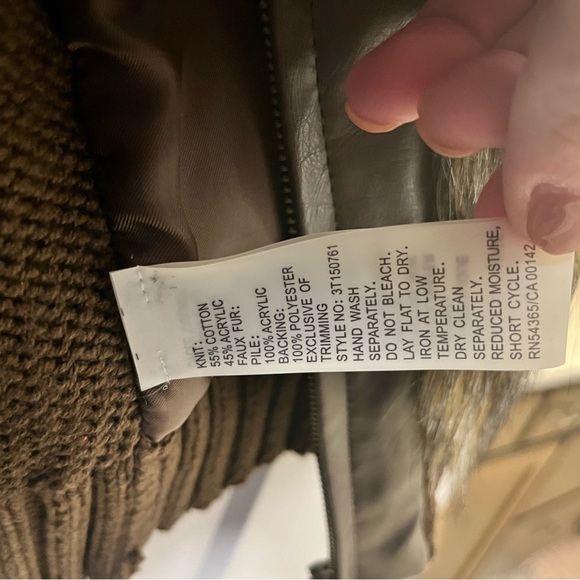 KNIT:
55% COTTON
45% ACRYLIC
FAUX FUR:
PILE:
100% ACRYLIC
BACKING:
100% POLYESTER
EXCLUSIVE OF
TRIMMING
STYLE NO: 3T150761
HAND WASH
SEPARATELY.
DO NOT BLEACH.
LAY FLAT TO DRY.
IRON AT LOW
TEMPERATURE.
DRY CLEAN
SEPARATELY.
REDUCED MOISTURE,
SHORT CYCLE.
RN54365/CA 00142